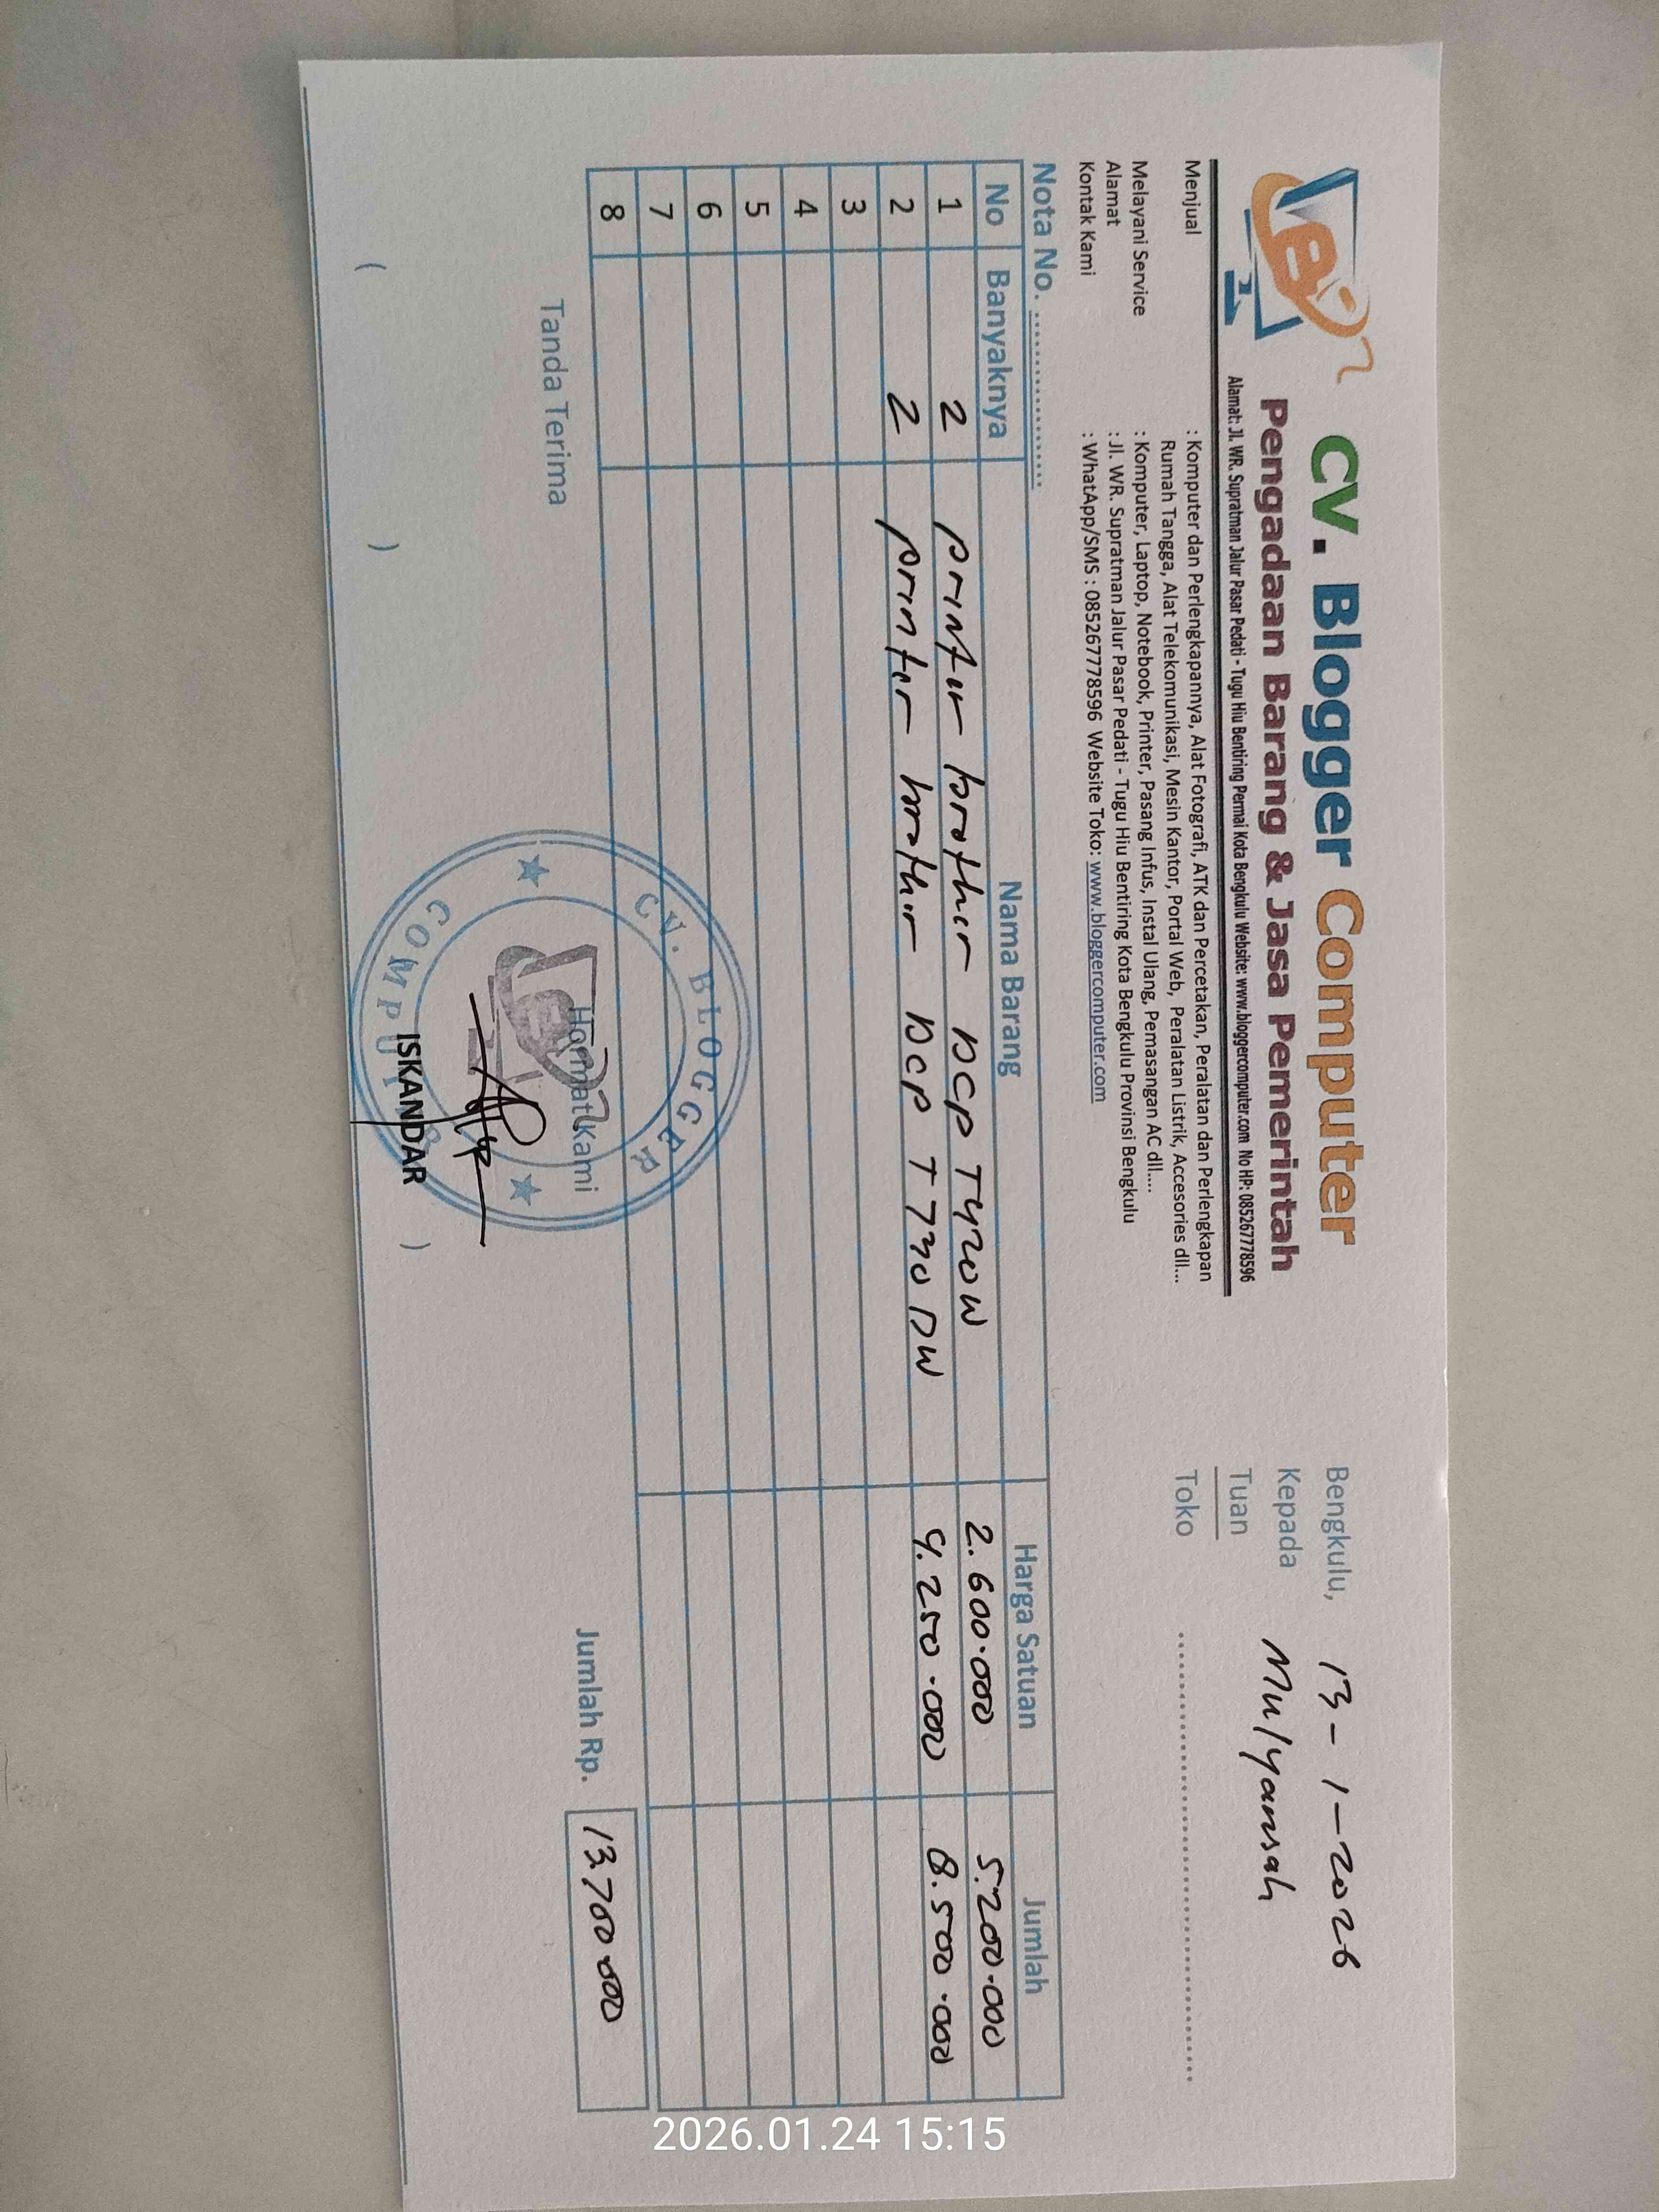 CV. Blogger Computer
Pengadaan Barang & Jasa Pemerintah
Alamat: Jl. WR. Supratman Jalur Pasar Pedati - Tugu Hiu Bentiring Permai Kota Bengkulu Website: www.bloggercomputer.com No HP: 085267778596
Menjual : Komputer dan Perlengkapannya, Alat Fotografi, ATK dan Percetakan, Peralatan dan Perlengkapan
Rumah Tangga, Alat Telekomunikasi, Mesin Kantor, Portal Web, Peralatan Listrik, Accesories dll...
Melayani Service : Komputer, Laptop, Notebook, Printer, Pasang Infus, Instal Ulang, Pemasangan AC dll....
Alamat : Jl. WR. Supratman Jalur Pasar Pedati - Tugu Hiu Bentiring Kota Bengkulu Provinsi Bengkulu
Kontak Kami : WhatApp/SMS : 085267778596 Website Toko: www.bloggercomputer.com
Bengkulu, 13-1-2026
Kepada Mulyansah
Tuan
Toko ....................
Nota No. ....................
No Banyaknya Nama Barang Harga Satuan Jumlah
1 2 printer brother DCP T420W 2.600.000 5.200.000
2 2 printer brother DCP T730DW 4.250.000 8.500.000
3
4
5
6
7
8
Jumlah Rp. 13.700.000
Tanda Terima Hormat Kami
CV. BLOGGER
COMPUTER
( ) ISKANDAR )
2026.01.24 15:15